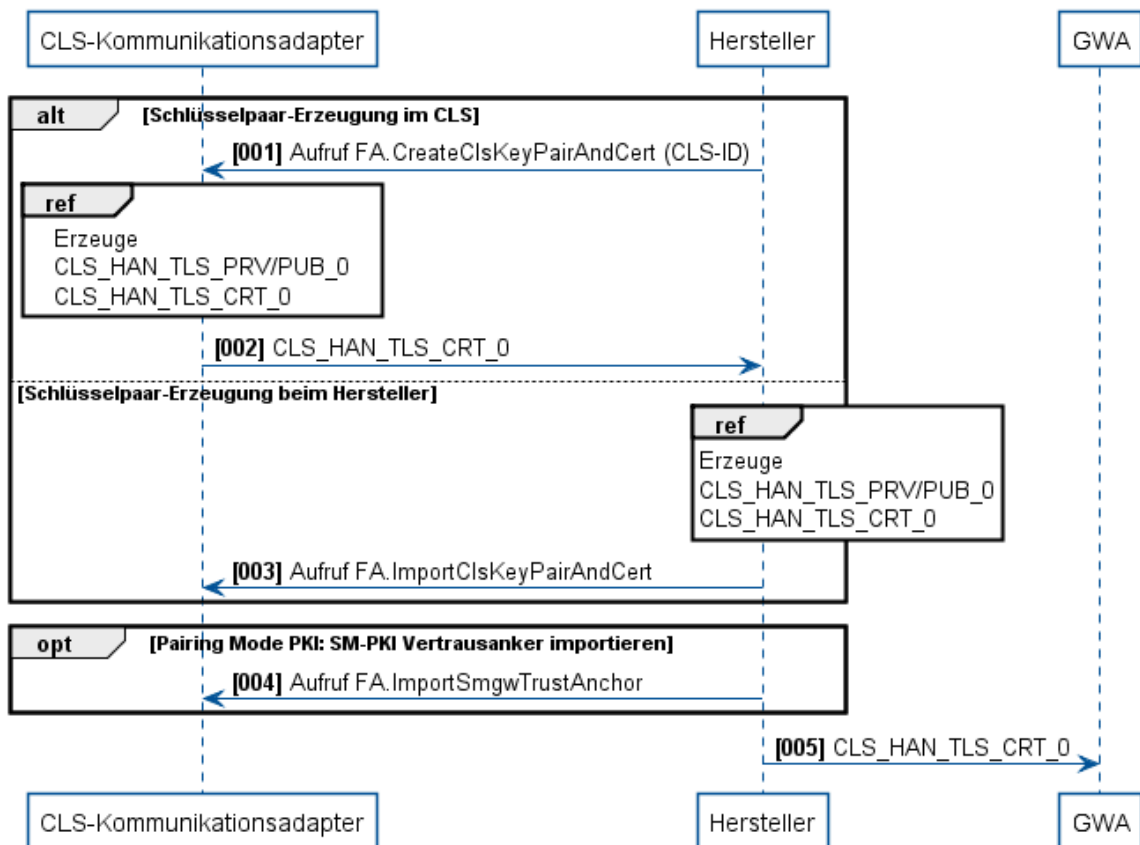 CLS-Kommunikationsadapter
Hersteller
GWA
alt
[Schlüsselpaar-Erzeugung im CLS]
[001] Aufruf FA.CreateClsKeyPairAndCert (CLS-ID)
ref
Erzeuge
CLS_HAN_TLS_PRV/PUB_0
CLS_HAN_TLS_CRT_0
[002] CLS_HAN_TLS_CRT_0
[Schlüsselpaar-Erzeugung beim Hersteller]
ref
Erzeuge
CLS_HAN_TLS_PRV/PUB_0
CLS_HAN_TLS_CRT_0
[003] Aufruf FA.ImportClsKeyPairAndCert
opt
[Pairing Mode PKI: SM-PKI Vertrausanker importieren]
[004] Aufruf FA.ImportSmgwTrustAnchor
[005] CLS_HAN_TLS_CRT_0
CLS-Kommunikationsadapter
Hersteller
GWA